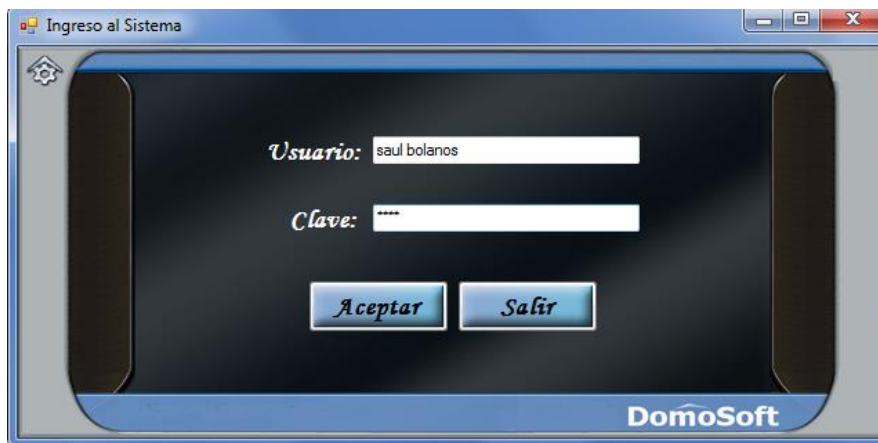 Ingreso al Sistema
Usuario: saul bolanos
Clave: ****
Aceptar Salir
DomoSoft